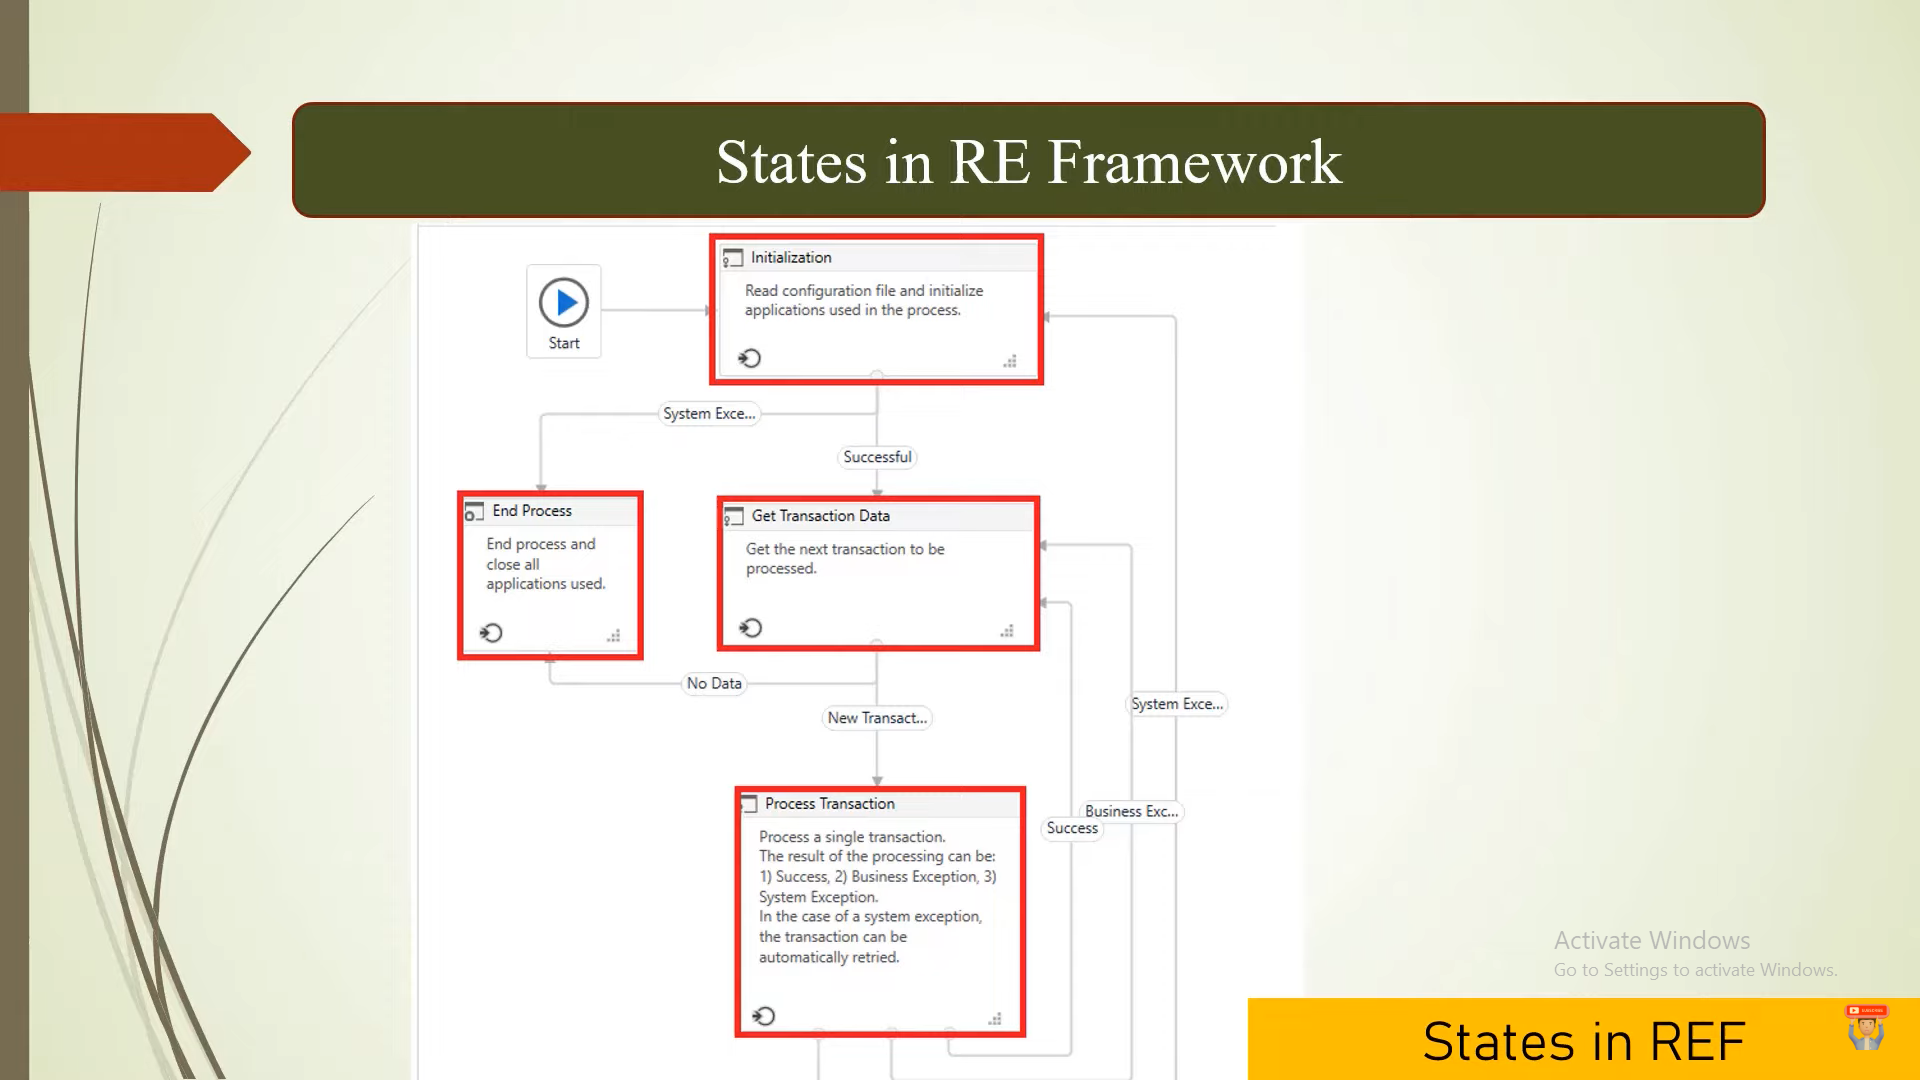 States in RE Framework
Initialization
Read configuration file and initialize
applications used in the process.
Start
System Exce...
Successful
End Process
End process and
close all
applications used.
Get Transaction Data
Get the next transaction to be
processed.
No Data
New Transact...
System Exce...
Process Transaction
Process a single transaction.
The result of the processing can be:
1) Success, 2) Business Exception, 3)
System Exception.
In the case of a system exception,
the transaction can be
automatically retried.
Business Exc...
Success
Activate Windows
Go to Settings to activate Windows.
States in REF